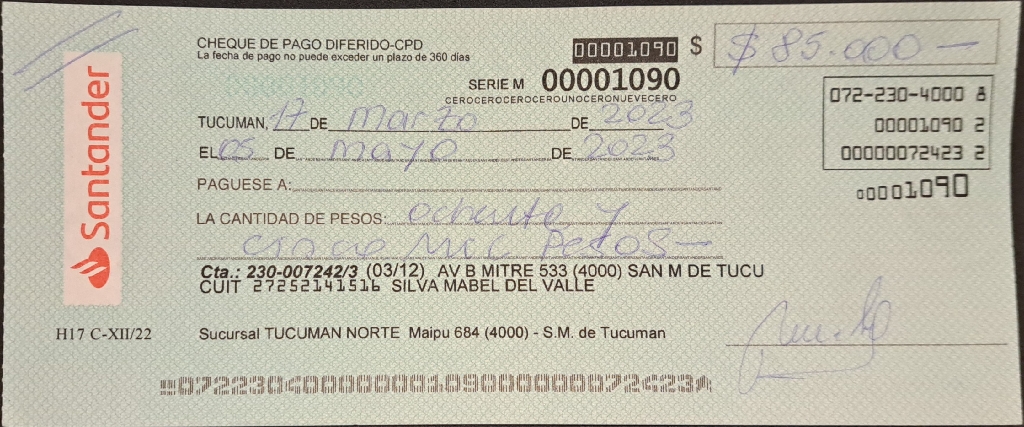 Santander
CHEQUE DE PAGO DIFERIDO-CPD
La fecha de pago no puede exceder un plazo de 360 días
00001090 $ $ 85.000 —
SERIE M 00001090
CEROCEROCEROCEROUNOCERONUEVECERO
072-230-4000 8
00001090 2
00000072423 2
00001090
TUCUMAN, 17 DE Marzo DE 2023
EL 05 DE Mayo DE 2023
PAGUESE A:
LA CANTIDAD DE PESOS: ochenta y
cinco Mil Pesos —
Cta.: 230-007242/3 (03/12) AV B MITRE 533 (4000) SAN M DE TUCU
CUIT 27252141516 SILVA MABEL DEL VALLE
H17 C-XII/22
Sucursal TUCUMAN NORTE Maipu 684 (4000) - S.M. de Tucuman